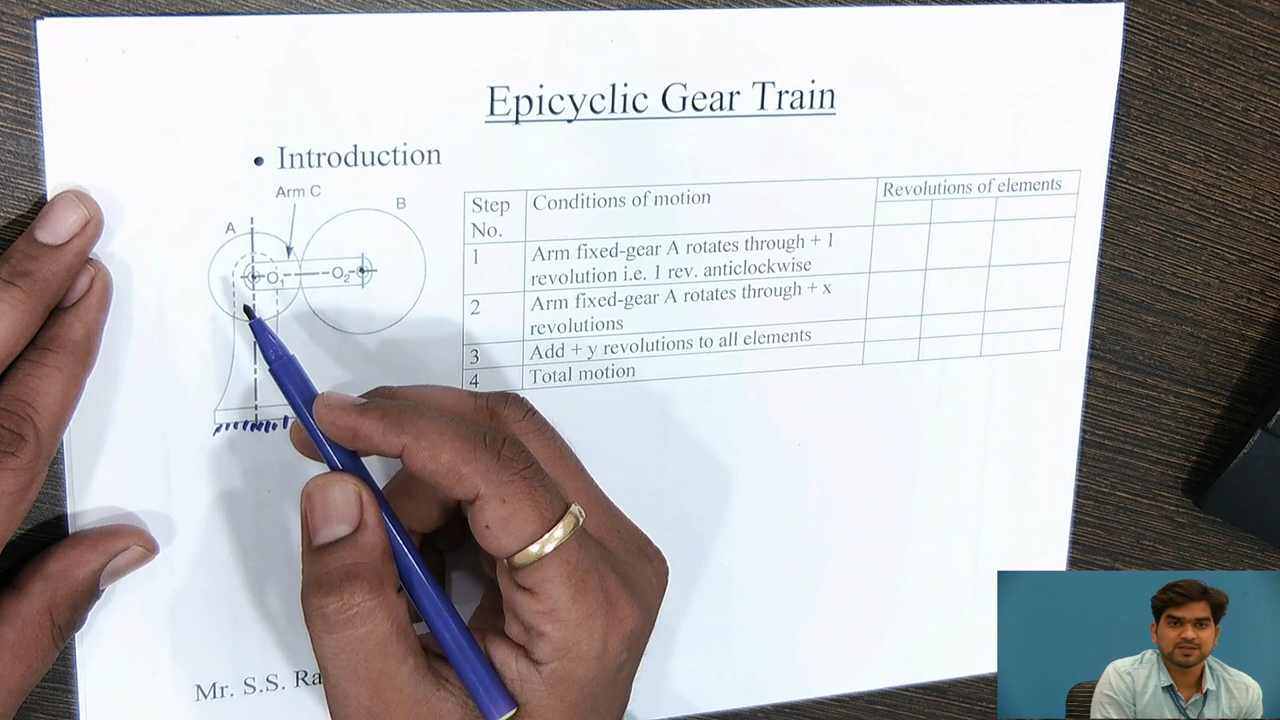 Epicyclic Gear Train
• Introduction
Arm C
A
B
O1
O2
Step No.
Conditions of motion
Revolutions of elements
1
Arm fixed-gear A rotates through + 1
revolution i.e. 1 rev. anticlockwise
2
Arm fixed-gear A rotates through + x
revolutions
3
Add + y revolutions to all elements
4
Total motion
Mr. S.S.